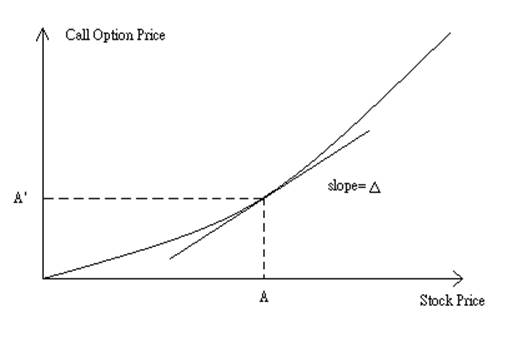 Call Option Price
A'
slope= Δ
A
Stock Price